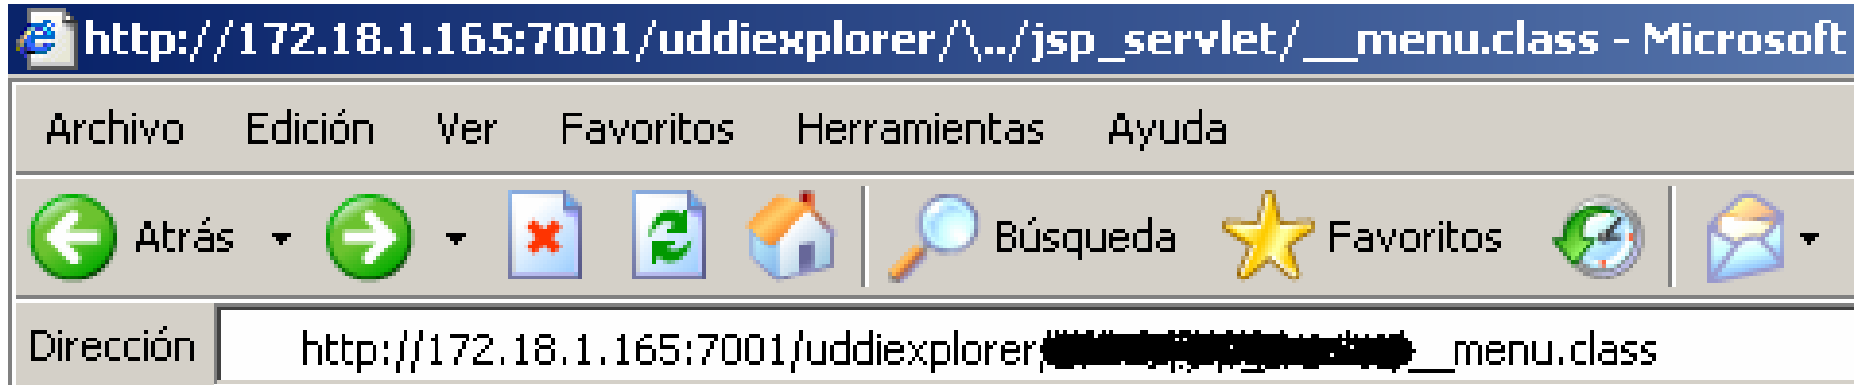 http://172.18.1.165:7001/uddiexplorer/\../jsp_servlet/__menu.class - Microsoft
Archivo Edición Ver Favoritos Herramientas Ayuda
Atrás Búsqueda Favoritos
Dirección http://172.18.1.165:7001/uddiexplorer __menu.class